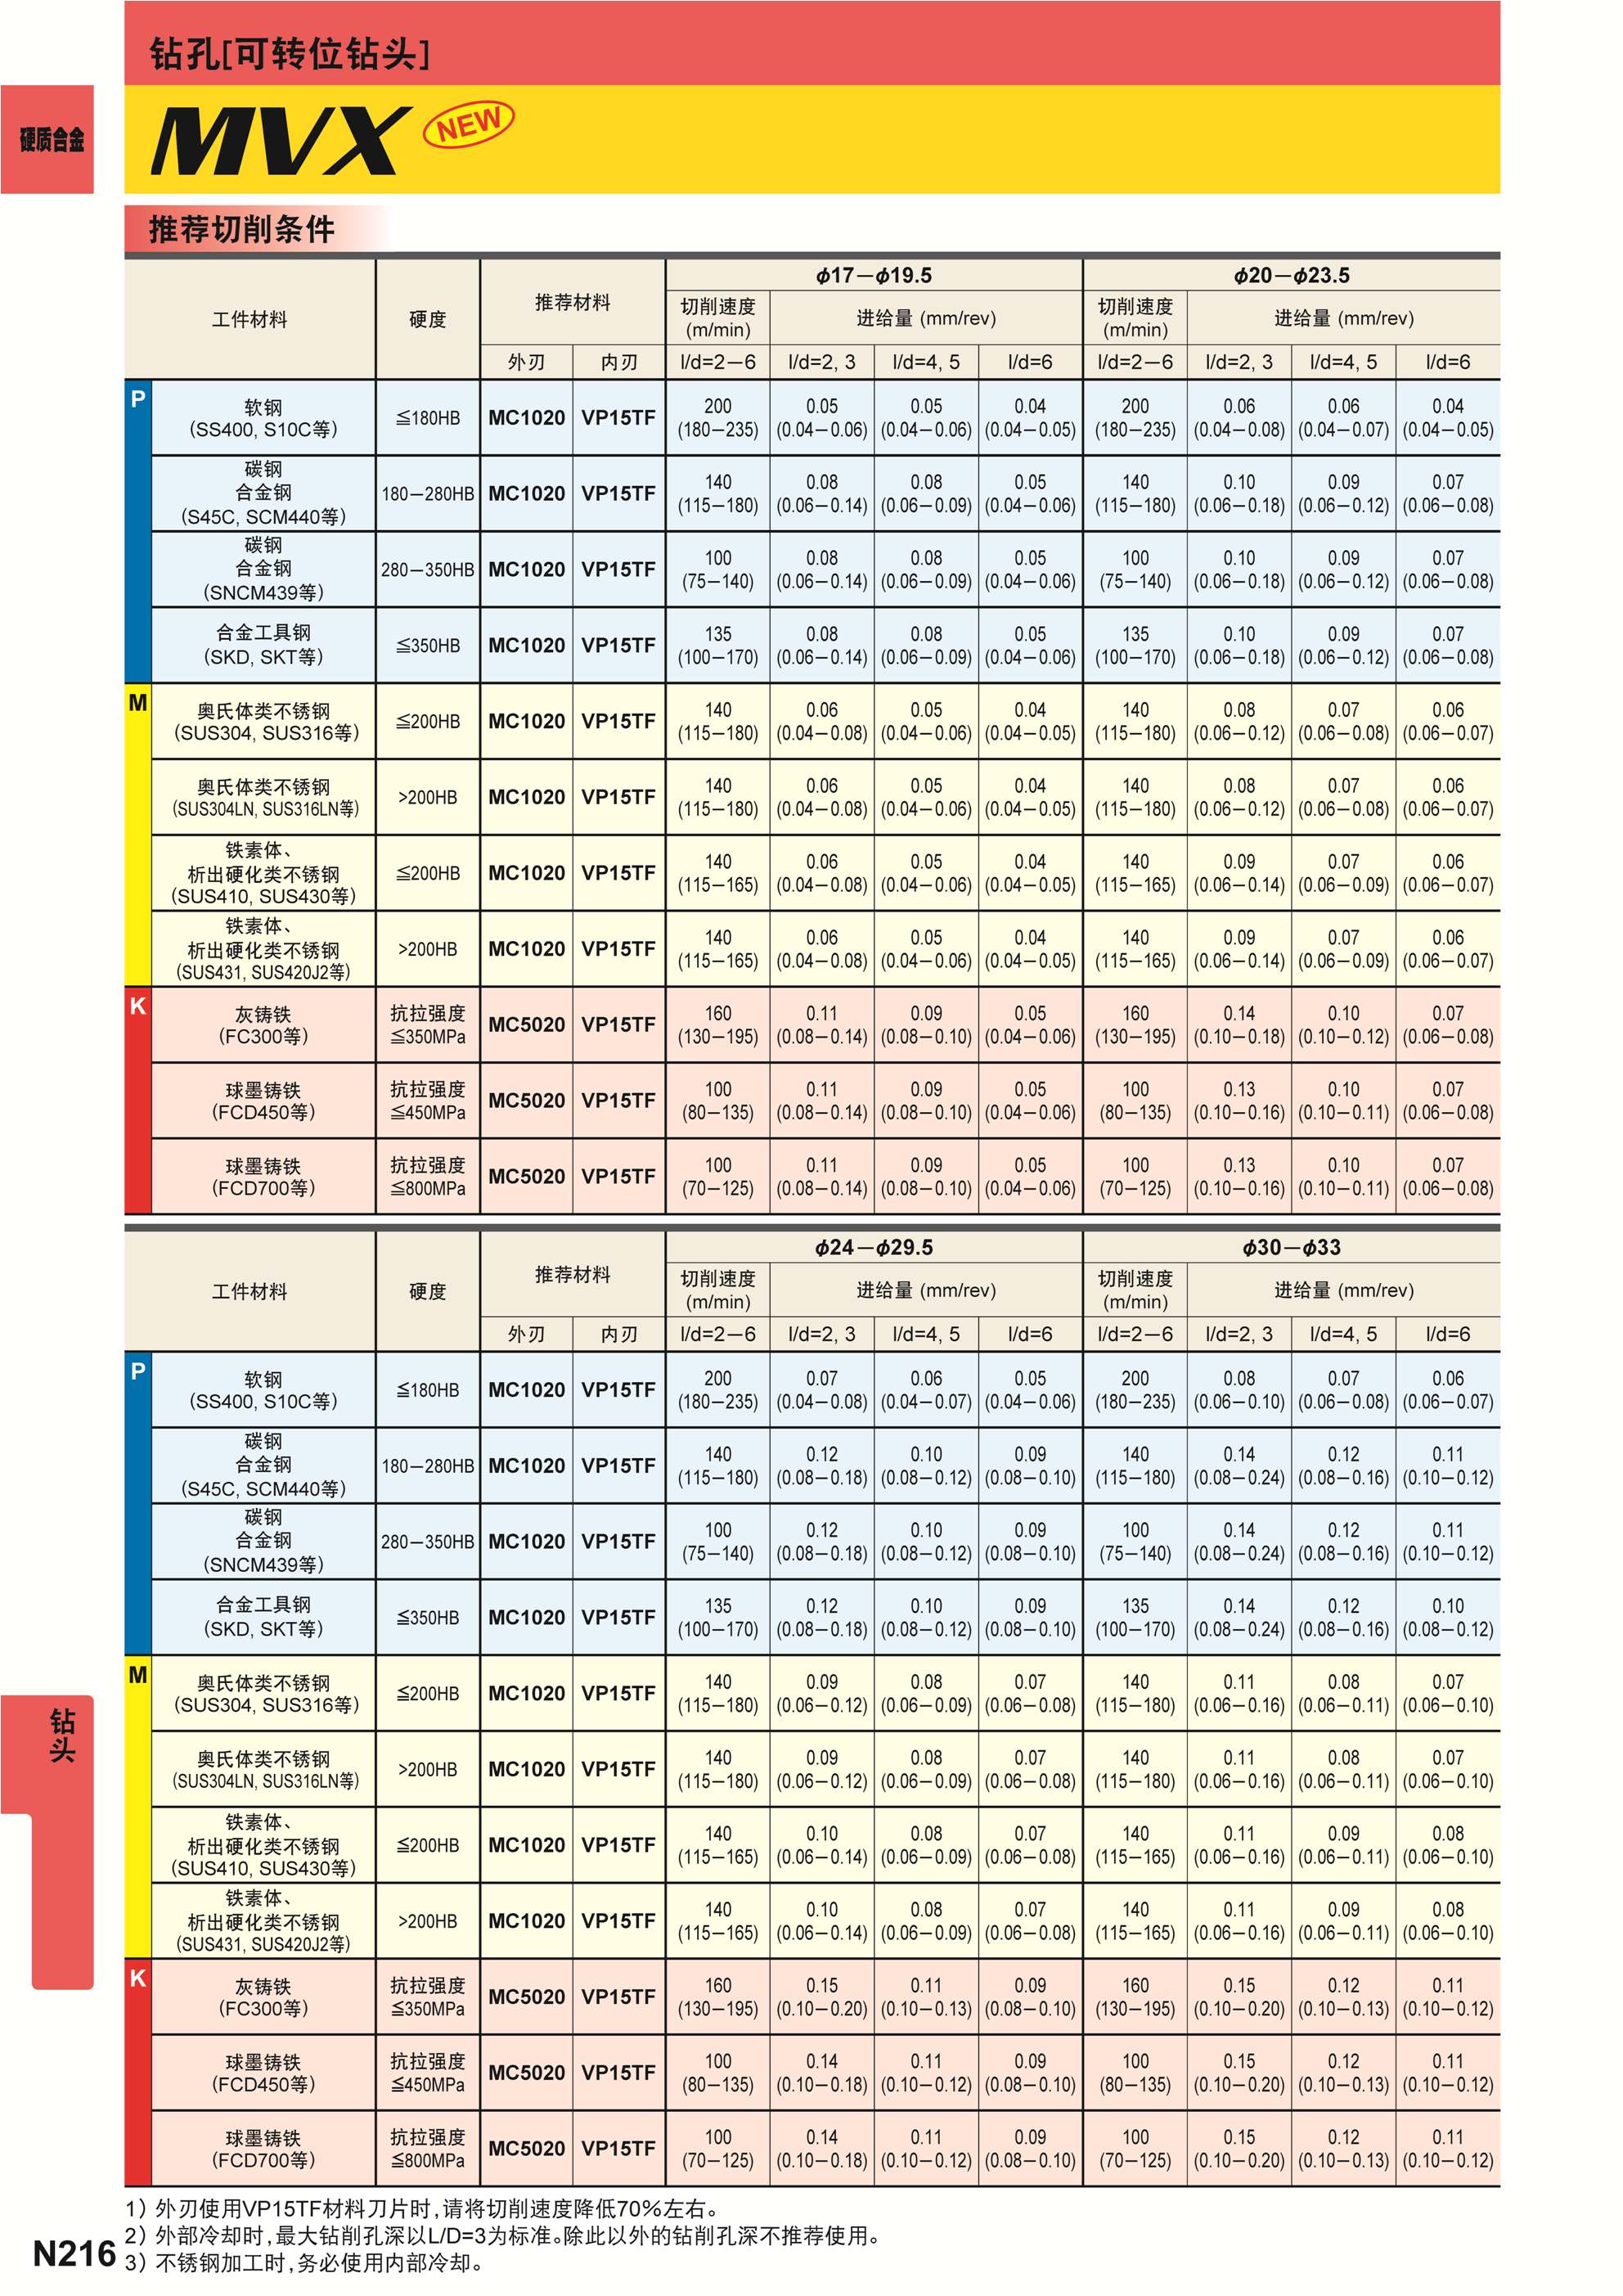 钻孔[可转位钻头]
硬质合金
MVX NEW
推荐切削条件
工件材料 硬度 推荐材料 φ17－φ19.5 φ20－φ23.5
切削速度 (m/min) 进给量 (mm/rev) 切削速度 (m/min) 进给量 (mm/rev)
外刃 内刃 l/d=2－6 l/d=2, 3 l/d=4, 5 l/d=6 l/d=2－6 l/d=2, 3 l/d=4, 5 l/d=6
P
软钢 200 0.05 0.05 0.04 200 0.06 0.06 0.04
(SS400, S10C等) ≦180HB MC1020 VP15TF (180－235) (0.04－0.06) (0.04－0.06) (0.04－0.05) (180－235) (0.04－0.08) (0.04－0.07) (0.04－0.05)
碳钢 140 0.08 0.08 0.05 140 0.10 0.09 0.07
合金钢 180－280HB MC1020 VP15TF
(S45C, SCM440等) (115－180) (0.06－0.14) (0.06－0.09) (0.04－0.06) (115－180) (0.06－0.18) (0.06－0.12) (0.06－0.08)
碳钢 100 0.08 0.08 0.05 100 0.10 0.09 0.07
合金钢 280－350HB MC1020 VP15TF
(SNCM439等) (75－140) (0.06－0.14) (0.06－0.09) (0.04－0.06) (75－140) (0.06－0.18) (0.06－0.12) (0.06－0.08)
合金工具钢 135 0.08 0.08 0.05 135 0.10 0.09 0.07
(SKD, SKT等) ≦350HB MC1020 VP15TF (100－170) (0.06－0.14) (0.06－0.09) (0.04－0.06) (100－170) (0.06－0.18) (0.06－0.12) (0.06－0.08)
M
奥氏体类不锈钢 140 0.06 0.05 0.04 140 0.08 0.07 0.06
(SUS304, SUS316等) ≦200HB MC1020 VP15TF (115－180) (0.04－0.08) (0.04－0.06) (0.04－0.05) (115－180) (0.06－0.12) (0.06－0.08) (0.06－0.07)
奥氏体类不锈钢 140 0.06 0.05 0.04 140 0.08 0.07 0.06
(SUS304LN, SUS316LN等) >200HB MC1020 VP15TF (115－180) (0.04－0.08) (0.04－0.06) (0.04－0.05) (115－180) (0.06－0.12) (0.06－0.08) (0.06－0.07)
铁素体、 140 0.06 0.05 0.04 140 0.09 0.07 0.06
析出硬化类不锈钢 ≦200HB MC1020 VP15TF
(SUS410, SUS430等) (115－165) (0.04－0.08) (0.04－0.06) (0.04－0.05) (115－165) (0.06－0.14) (0.06－0.09) (0.06－0.07)
铁素体、 140 0.06 0.05 0.04 140 0.09 0.07 0.06
析出硬化类不锈钢 >200HB MC1020 VP15TF
(SUS431, SUS420J2等) (115－165) (0.04－0.08) (0.04－0.06) (0.04－0.05) (115－165) (0.06－0.14) (0.06－0.09) (0.06－0.07)
K
灰铸铁 抗拉强度 160 0.11 0.09 0.05 160 0.14 0.10 0.07
(FC300等) ≦350MPa MC5020 VP15TF (130－195) (0.08－0.14) (0.08－0.10) (0.04－0.06) (130－195) (0.10－0.18) (0.10－0.12) (0.06－0.08)
球墨铸铁 抗拉强度 100 0.11 0.09 0.05 100 0.13 0.10 0.07
(FCD450等) ≦450MPa MC5020 VP15TF (80－135) (0.08－0.14) (0.08－0.10) (0.04－0.06) (80－135) (0.10－0.16) (0.10－0.11) (0.06－0.08)
球墨铸铁 抗拉强度 100 0.11 0.09 0.05 100 0.13 0.10 0.07
(FCD700等) ≦800MPa MC5020 VP15TF (70－125) (0.08－0.14) (0.08－0.10) (0.04－0.06) (70－125) (0.10－0.16) (0.10－0.11) (0.06－0.08)
工件材料 硬度 推荐材料 φ24－φ29.5 φ30－φ33
切削速度 (m/min) 进给量 (mm/rev) 切削速度 (m/min) 进给量 (mm/rev)
外刃 内刃 l/d=2－6 l/d=2, 3 l/d=4, 5 l/d=6 l/d=2－6 l/d=2, 3 l/d=4, 5 l/d=6
P
软钢 200 0.07 0.06 0.05 200 0.08 0.07 0.06
(SS400, S10C等) ≦180HB MC1020 VP15TF (180－235) (0.04－0.08) (0.04－0.07) (0.04－0.06) (180－235) (0.06－0.10) (0.06－0.08) (0.06－0.07)
碳钢 140 0.12 0.10 0.09 140 0.14 0.12 0.11
合金钢 180－280HB MC1020 VP15TF
(S45C, SCM440等) (115－180) (0.08－0.18) (0.08－0.12) (0.08－0.10) (115－180) (0.08－0.24) (0.08－0.16) (0.10－0.12)
碳钢 100 0.12 0.10 0.09 100 0.14 0.12 0.11
合金钢 280－350HB MC1020 VP15TF
(SNCM439等) (75－140) (0.08－0.18) (0.08－0.12) (0.08－0.10) (75－140) (0.08－0.24) (0.08－0.16) (0.10－0.12)
合金工具钢 135 0.12 0.10 0.09 135 0.14 0.12 0.10
(SKD, SKT等) ≦350HB MC1020 VP15TF (100－170) (0.08－0.18) (0.08－0.12) (0.08－0.10) (100－170) (0.08－0.24) (0.08－0.16) (0.08－0.12)
M
奥氏体类不锈钢 140 0.09 0.08 0.07 140 0.11 0.08 0.07
(SUS304, SUS316等) ≦200HB MC1020 VP15TF (115－180) (0.06－0.12) (0.06－0.09) (0.06－0.08) (115－180) (0.06－0.16) (0.06－0.11) (0.06－0.10)
奥氏体类不锈钢 140 0.09 0.08 0.07 140 0.11 0.08 0.07
(SUS304LN, SUS316LN等) >200HB MC1020 VP15TF (115－180) (0.06－0.12) (0.06－0.09) (0.06－0.08) (115－180) (0.06－0.16) (0.06－0.11) (0.06－0.10)
铁素体、 140 0.10 0.08 0.07 140 0.11 0.09 0.08
析出硬化类不锈钢 ≦200HB MC1020 VP15TF
(SUS410, SUS430等) (115－165) (0.06－0.14) (0.06－0.09) (0.06－0.08) (115－165) (0.06－0.16) (0.06－0.11) (0.06－0.10)
铁素体、 140 0.10 0.08 0.07 140 0.11 0.09 0.08
析出硬化类不锈钢 >200HB MC1020 VP15TF
(SUS431, SUS420J2等) (115－165) (0.06－0.14) (0.06－0.09) (0.06－0.08) (115－165) (0.06－0.16) (0.06－0.11) (0.06－0.10)
K
灰铸铁 抗拉强度 160 0.15 0.11 0.09 160 0.15 0.12 0.11
(FC300等) ≦350MPa MC5020 VP15TF (130－195) (0.10－0.20) (0.10－0.13) (0.08－0.10) (130－195) (0.10－0.20) (0.10－0.13) (0.10－0.12)
球墨铸铁 抗拉强度 100 0.14 0.11 0.09 100 0.15 0.12 0.11
(FCD450等) ≦450MPa MC5020 VP15TF (80－135) (0.10－0.18) (0.10－0.12) (0.08－0.10) (80－135) (0.10－0.20) (0.10－0.13) (0.10－0.12)
球墨铸铁 抗拉强度 100 0.14 0.11 0.09 100 0.15 0.12 0.11
(FCD700等) ≦800MPa MC5020 VP15TF (70－125) (0.10－0.18) (0.10－0.12) (0.08－0.10) (70－125) (0.10－0.20) (0.10－0.13) (0.10－0.12)
钻头
1) 外刃使用VP15TF材料刀片时,请将切削速度降低70%左右。
2) 外部冷却时,最大钻削孔深以L/D=3为标准。除此以外的钻削孔深不推荐使用。
3) 不锈钢加工时,务必使用内部冷却。
N216